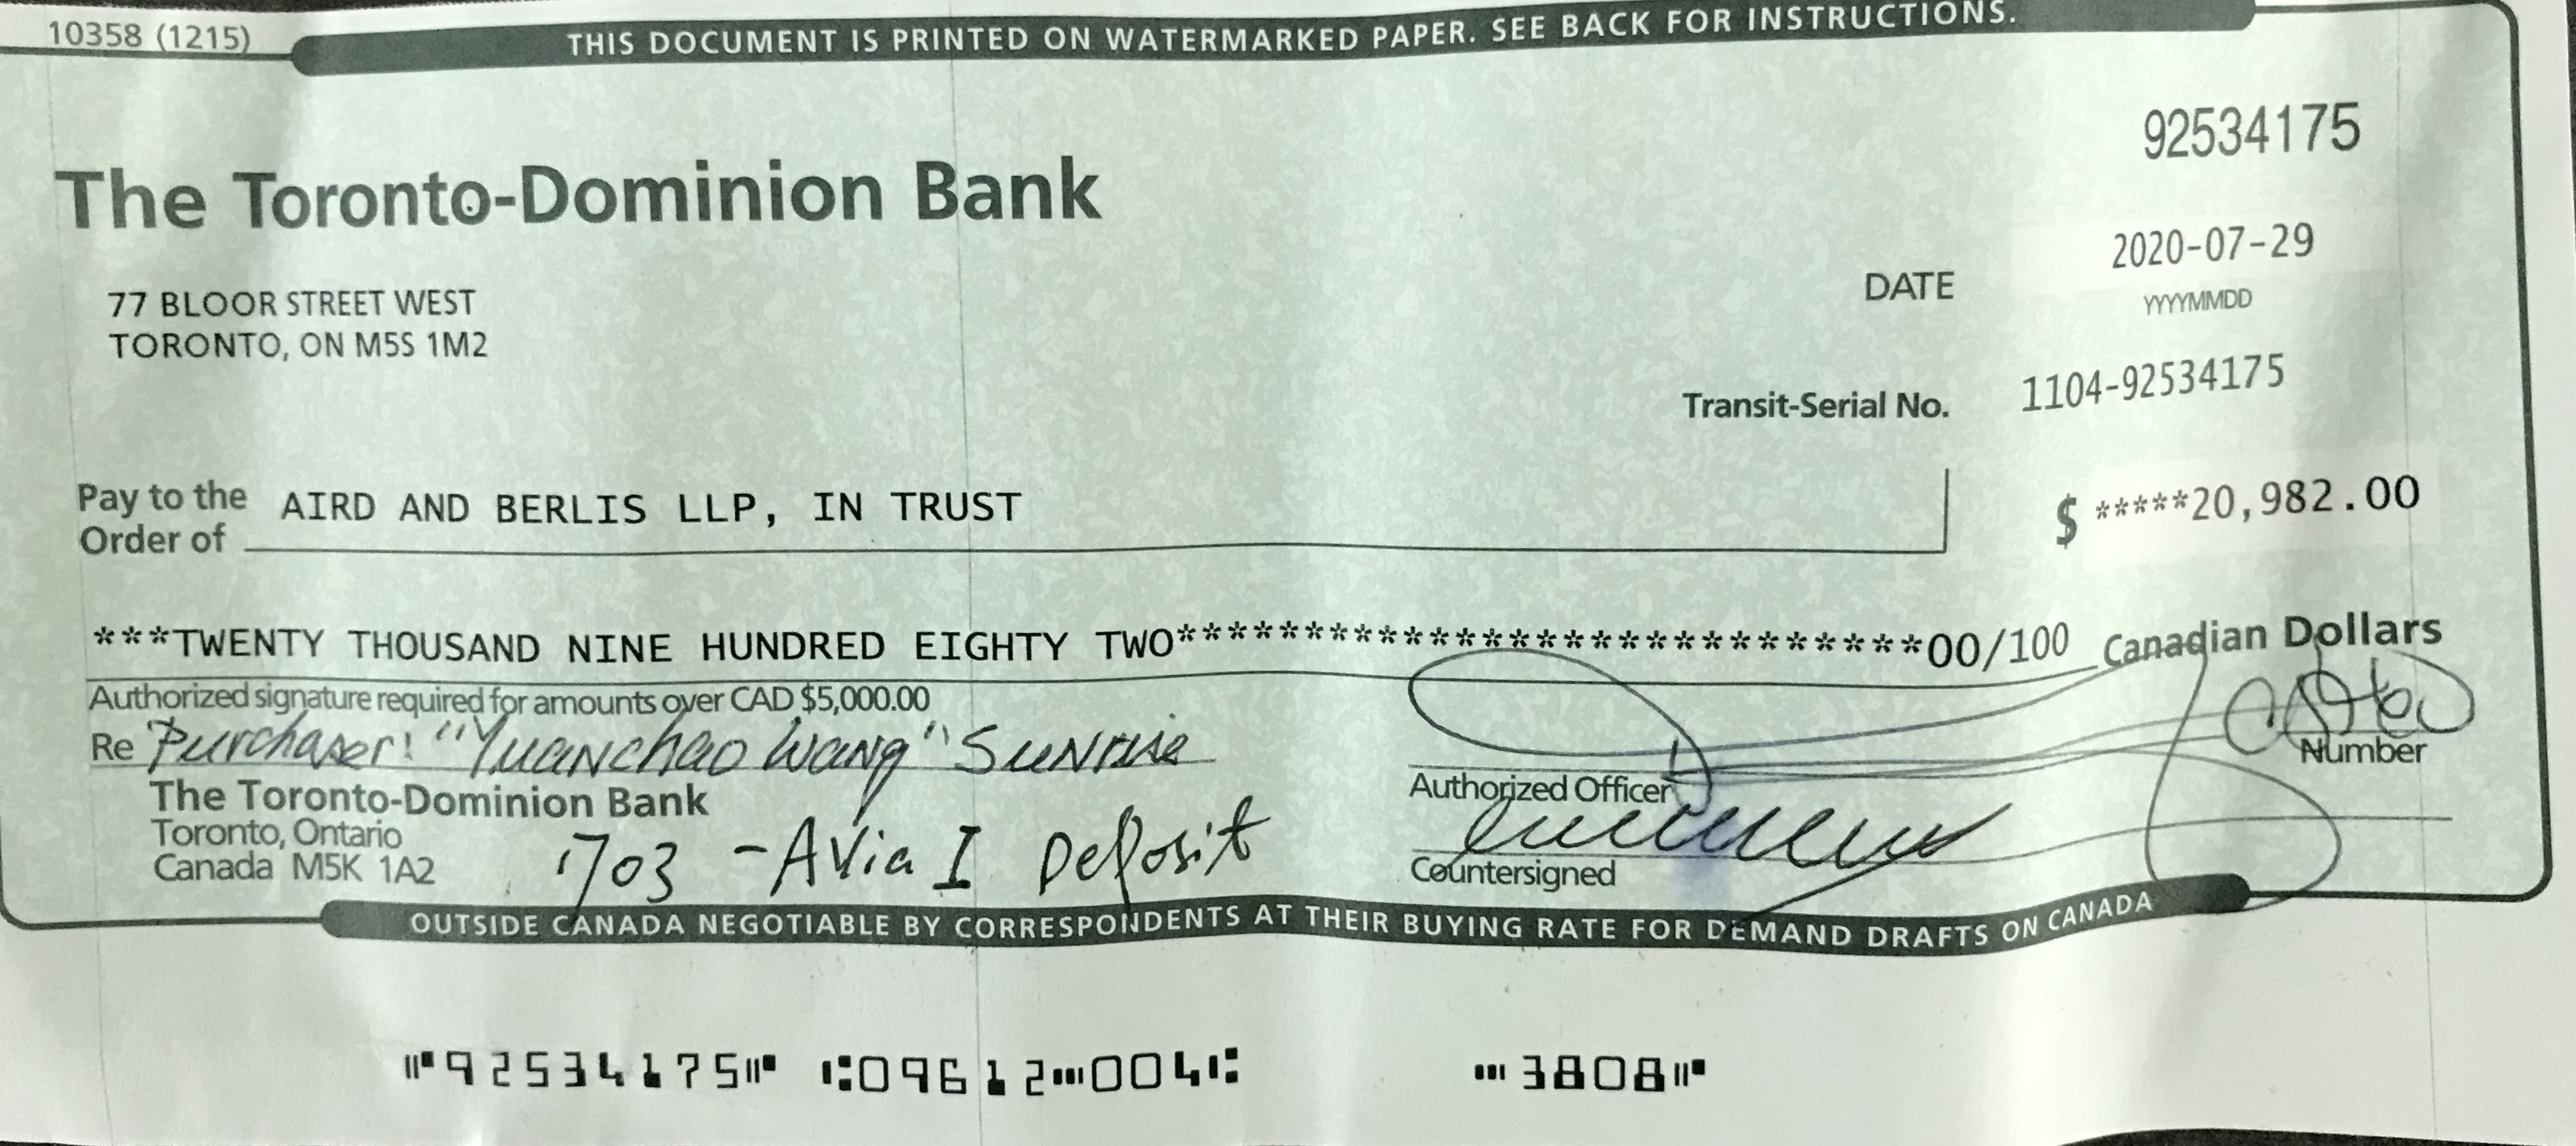 10358 (1215)
THIS DOCUMENT IS PRINTED ON WATERMARKED PAPER. SEE BACK FOR INSTRUCTIONS.
92534175
The Toronto-Dominion Bank
77 BLOOR STREET WEST
TORONTO, ON M5S 1M2
DATE 2020-07-29
YYYYMMDD
Transit-Serial No. 1104-92534175
Pay to the
Order of AIRD AND BERLIS LLP, IN TRUST $ *****20,982.00
***TWENTY THOUSAND NINE HUNDRED EIGHTY TWO*******************************00/100 Canadian Dollars
Authorized signature required for amounts over CAD $5,000.00
Re Purchaser: "Yuanchao Wang" Sunrise
Number
The Toronto-Dominion Bank
Toronto, Ontario
Canada M5K 1A2
1703 - Avia I Deposit
Authorized Officer
Countersigned
OUTSIDE CANADA NEGOTIABLE BY CORRESPONDENTS AT THEIR BUYING RATE FOR DEMAND DRAFTS ON CANADA
⑈92534175⑈ ⑆09612⑉004⑆ ⑉3808⑈